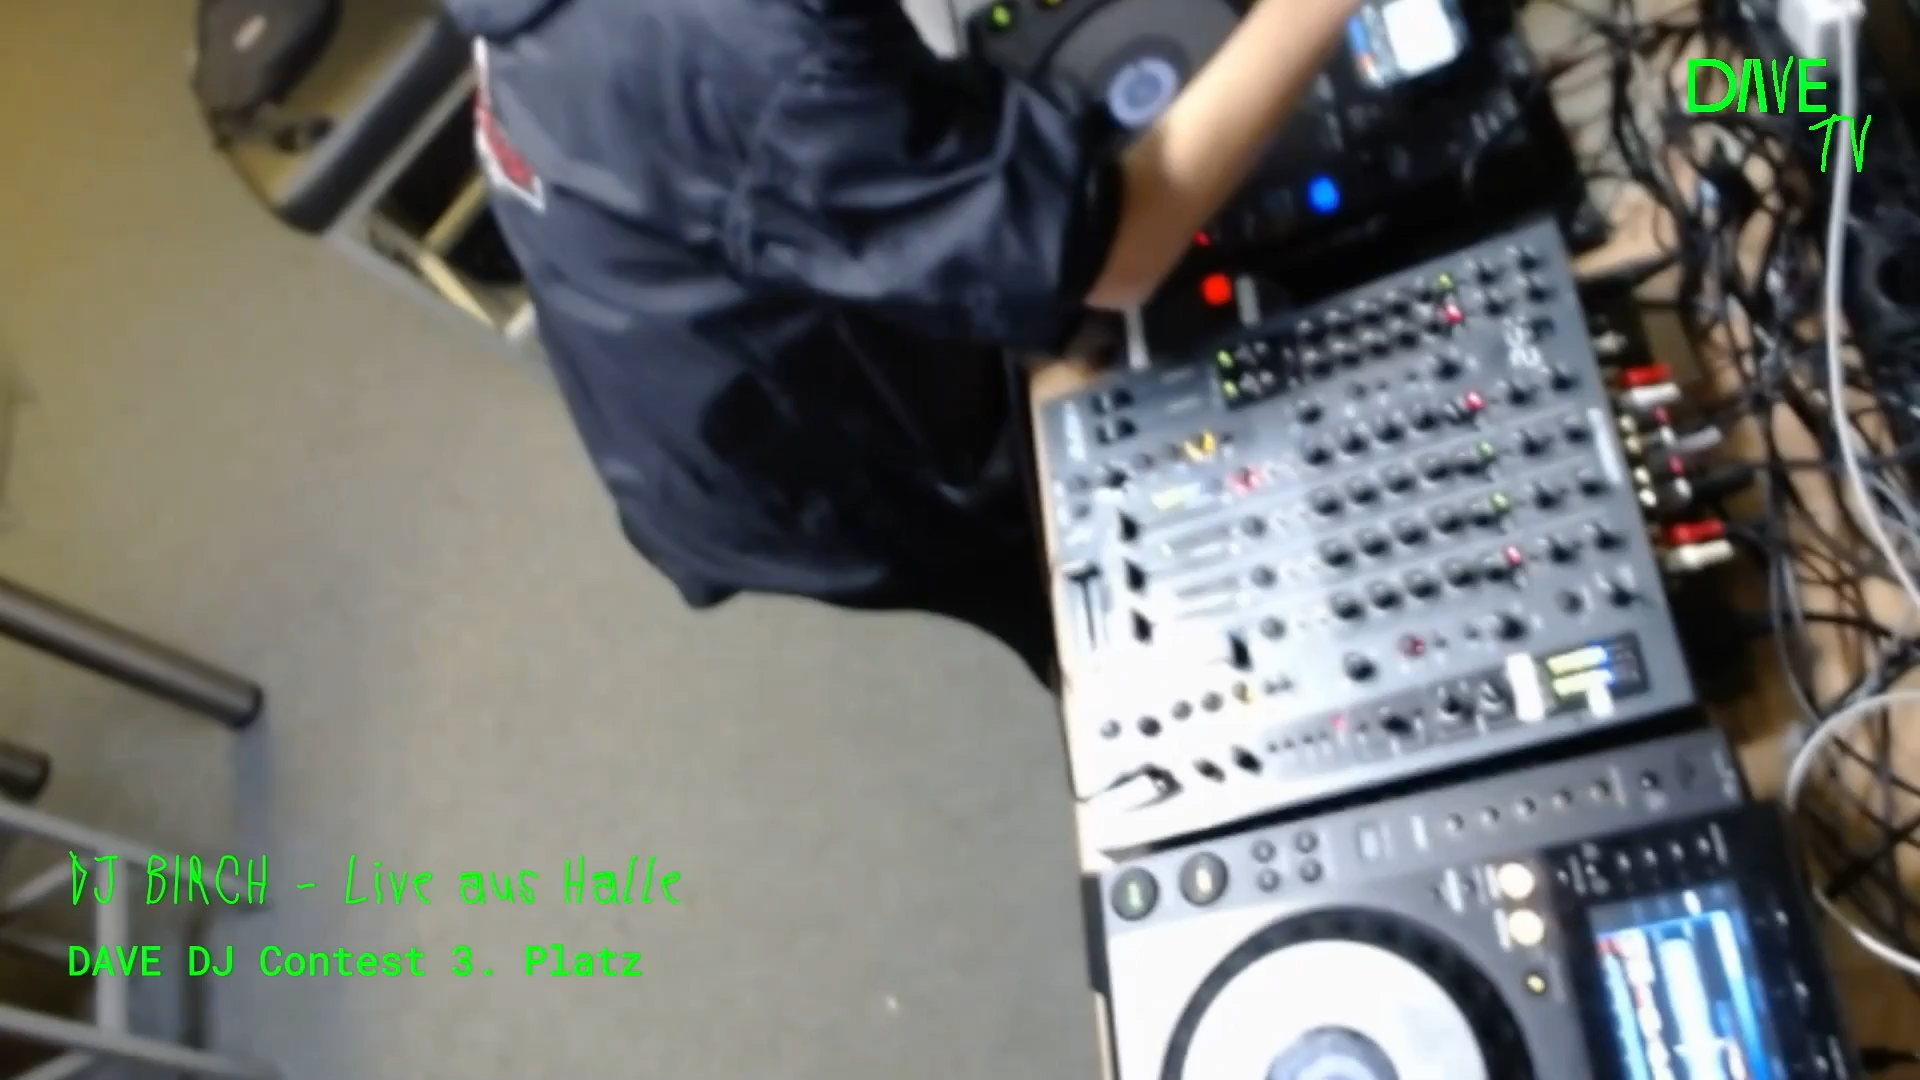 DAVE
TV
DJ BIRCH - Live aus Halle
DAVE DJ Contest 3. Platz